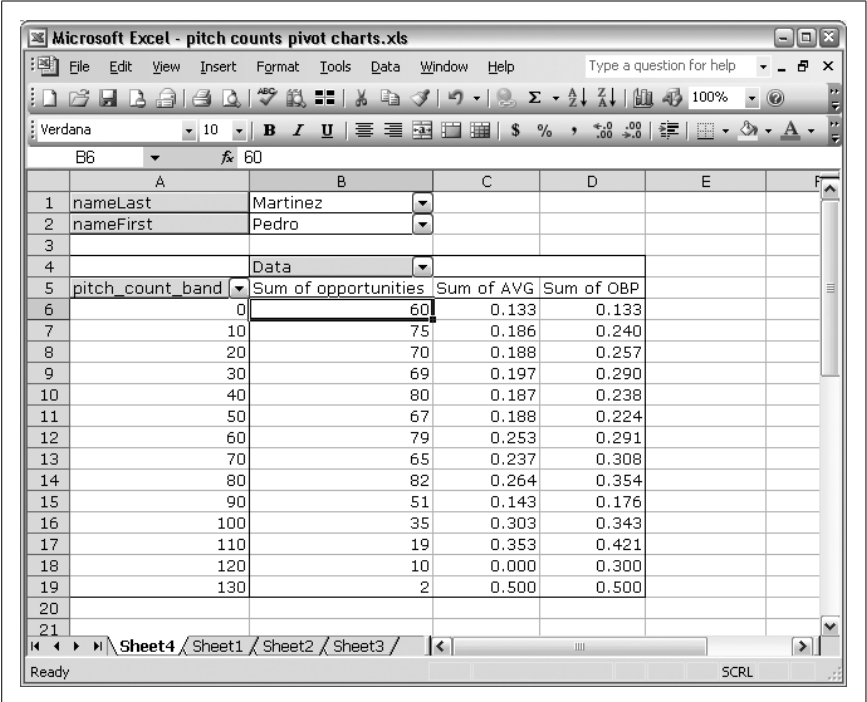 Microsoft Excel - pitch counts pivot charts.xls
File Edit View Insert Format Tools Data Window Help Type a question for help
ABC Σ A Z Z A 100%
Verdana 10 B I U a $ % , .00 .00 A
B6 fx 60
A B C D E F
1 nameLast Martinez
2 nameFirst Pedro
3
4 Data
5 pitch_count_band Sum of opportunities Sum of AVG Sum of OBP
6 0 60 0.133 0.133
7 10 75 0.186 0.240
8 20 70 0.188 0.257
9 30 69 0.197 0.290
10 40 80 0.187 0.238
11 50 67 0.188 0.224
12 60 79 0.253 0.291
13 70 65 0.237 0.308
14 80 82 0.264 0.354
15 90 51 0.143 0.176
16 100 35 0.303 0.343
17 110 19 0.353 0.421
18 120 10 0.000 0.300
19 130 2 0.500 0.500
20
21
Sheet4 / Sheet1 / Sheet2 / Sheet3 /
Ready SCRL